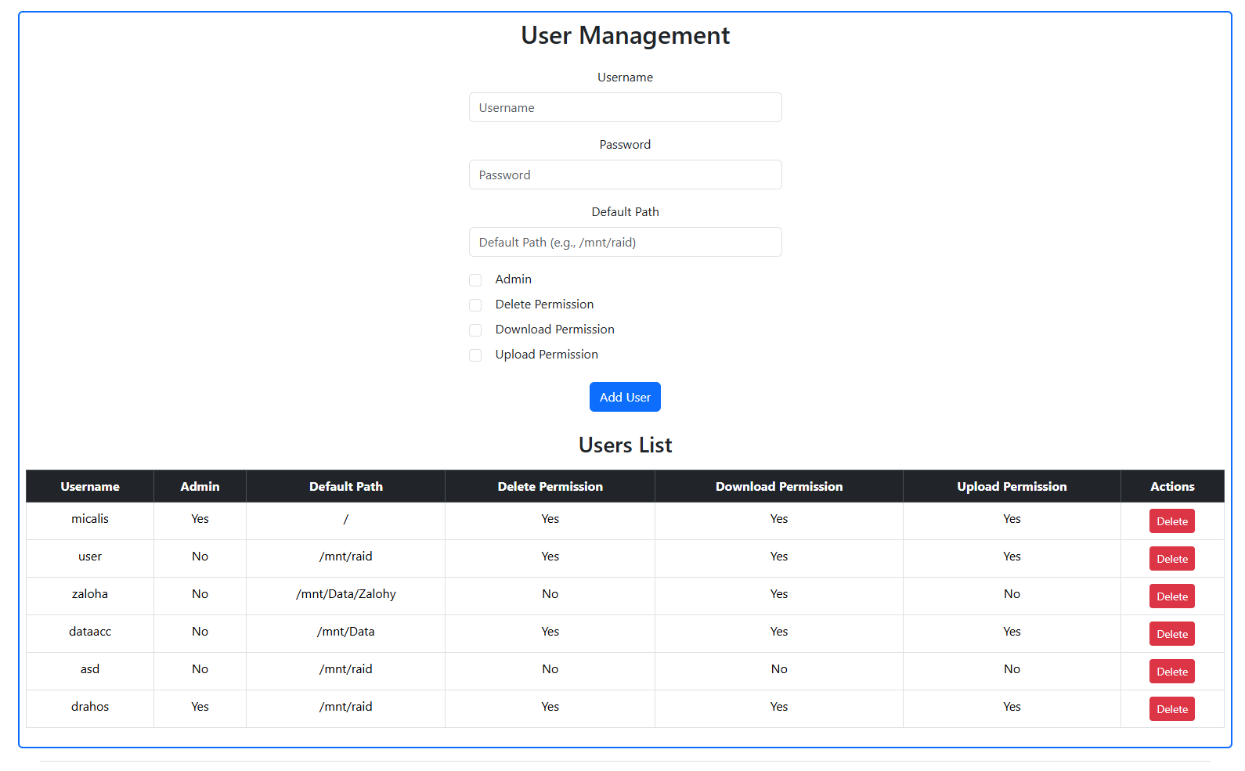 User Management
Username
Username
Password
Password
Default Path
Default Path (e.g., /mnt/raid)
Admin
Delete Permission
Download Permission
Upload Permission
Add User
Users List
Username Admin Default Path Delete Permission Download Permission Upload Permission Actions
micalis Yes / Yes Yes Yes Delete
user No /mnt/raid Yes Yes Yes Delete
zaloha No /mnt/Data/Zalohy No Yes No Delete
dataacc No /mnt/Data Yes Yes Yes Delete
asd No /mnt/raid No No No Delete
drahos Yes /mnt/raid Yes Yes Yes Delete